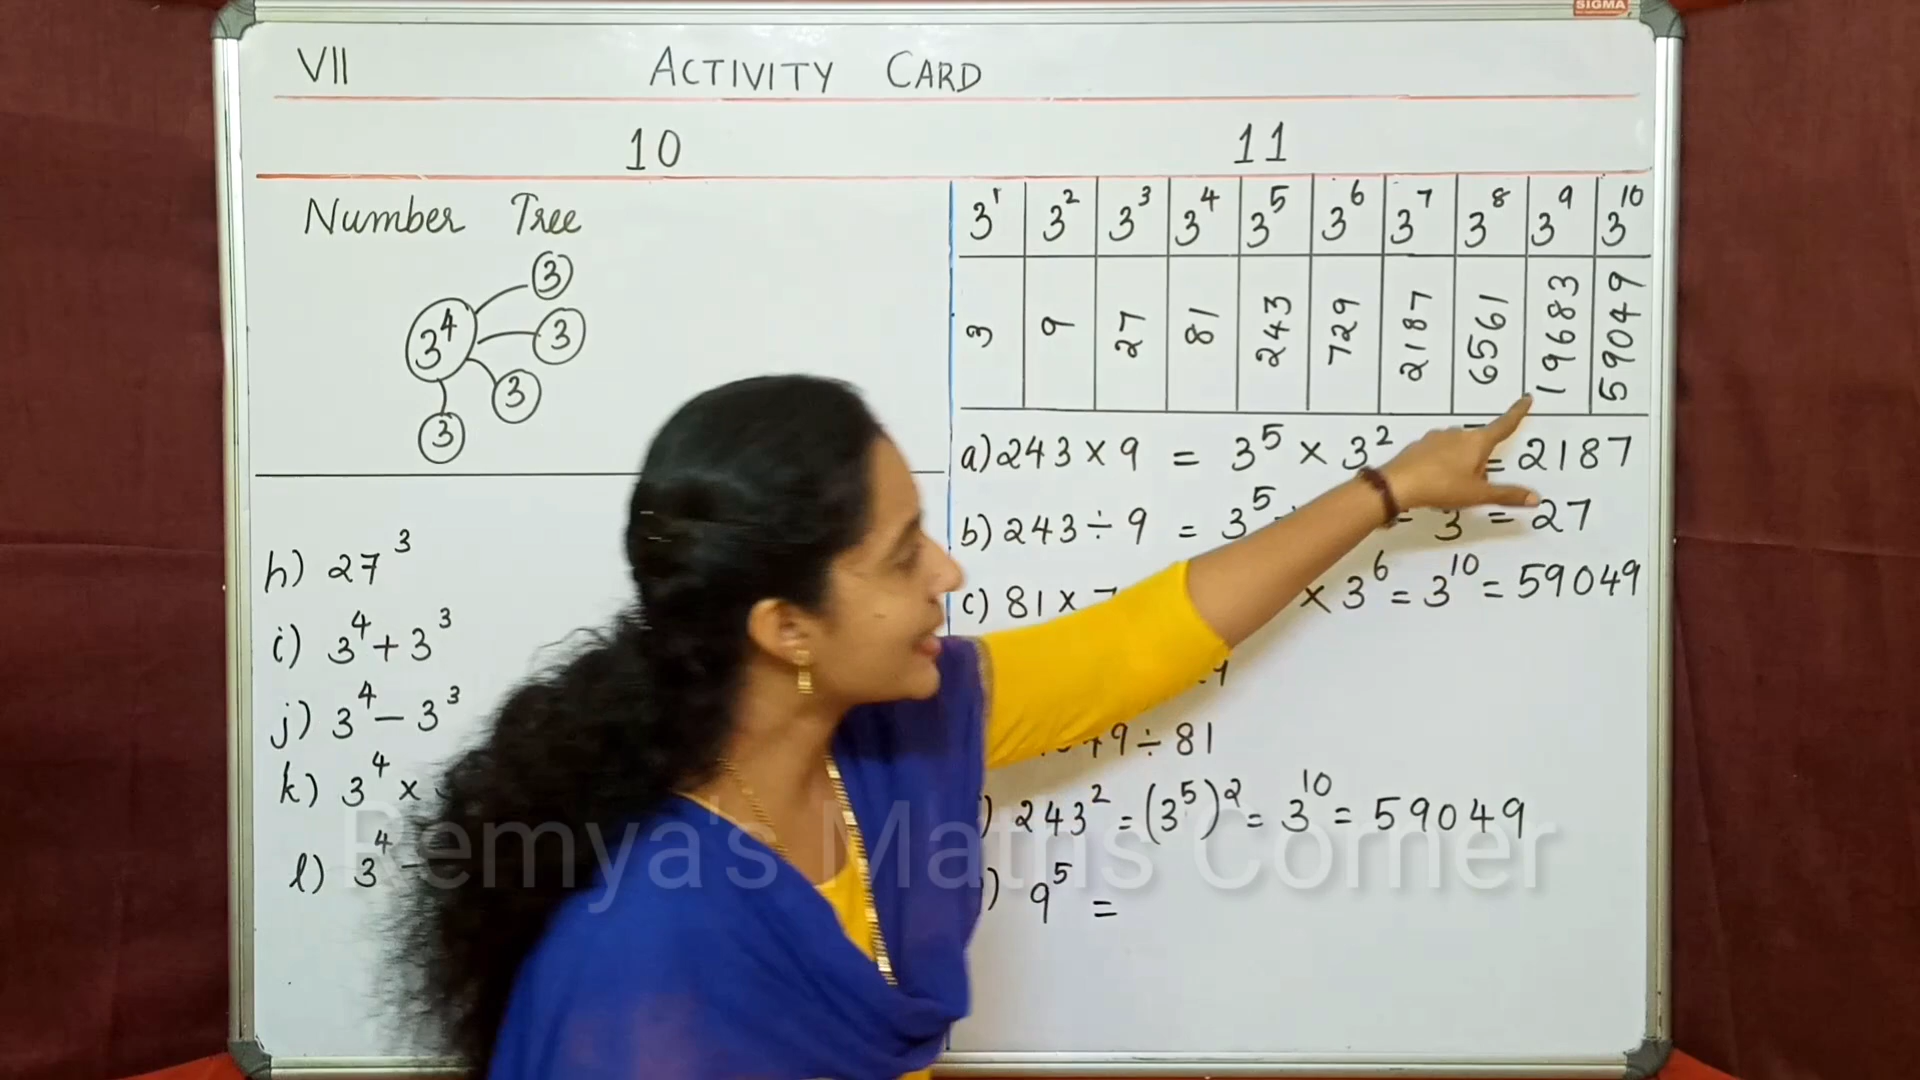 SIGMA
VII ACTIVITY CARD
10
11
Number Tree
3⁴
3
3
3
3
3¹ 3² 3³ 3⁴ 3⁵ 3⁶ 3⁷ 3⁸ 3⁹ 3¹⁰
3 9 27 81 243 729 2187 6561 19683 59049
h) 27³
i) 3⁴ + 3³
j) 3⁴ - 3³
k) 3⁴ ×
l) 3⁴
a) 243 × 9 = 3⁵ × 3² = 2187
b) 243 ÷ 9 = 3⁵ = 3 = 27
c) 81 × × 3⁶ = 3¹⁰ = 59049
9 ÷ 81
) 243² = (3⁵)² = 3¹⁰ = 59049
) 9⁵ =
Remya's Maths Corner